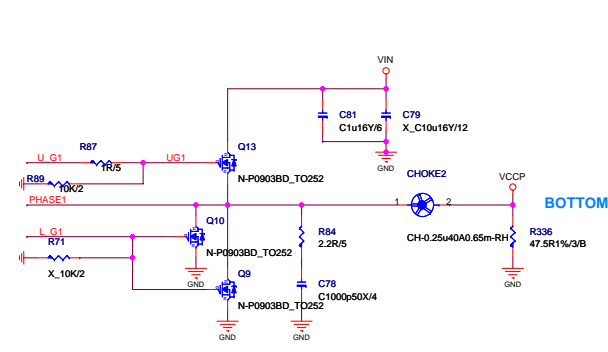 VIN
C81
C1u16Y/6
C79
X_C10u16Y/12
GND
R87
U_G1
1R/5
UG1
Q13
N-P0903BD_TO252
R89
10K/2
PHASE1
CHOKE2
1
2
CH-0.25u40A0.65m-RH
VCCP
BOTTOM
Q10
N-P0903BD_TO252
L_G1
R71
X_10K/2
GND
R84
2.2R/5
R336
47.5R1%/3/B
GND
Q9
N-P0903BD_TO252
C78
C1000p50X/4
GND
GND